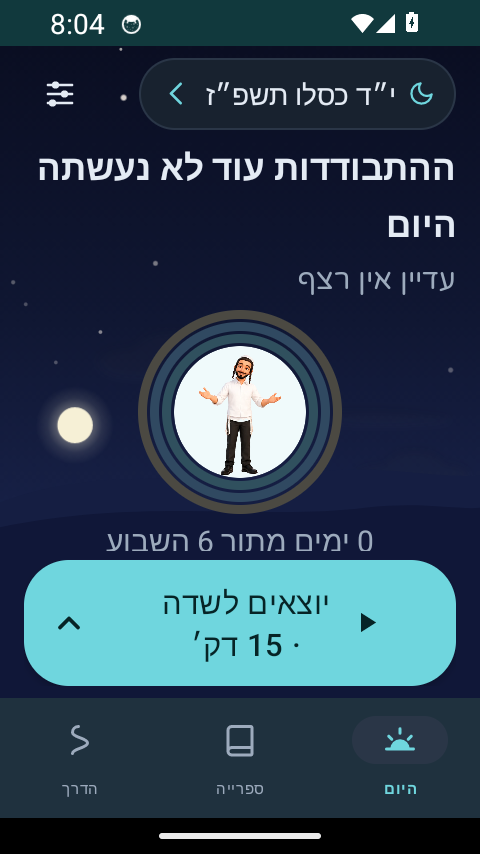 8:04
י״ד כסלו תשפ״ז
ההתבודדות עוד לא נעשתה
היום
עדיין אין רצף
0 ימים מתוך 6 השבוע
יוצאים לשדה
· 15 דק׳
היום
ספרייה
הדרך